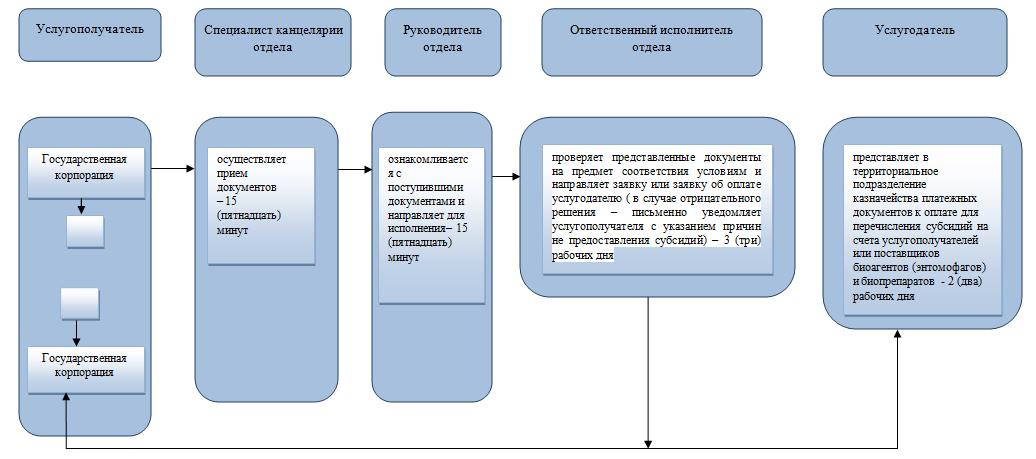 Услугополучатель
Специалист канцелярии
отдела
Руководитель
отдела
Ответственный исполнитель
отдела
Услугодатель
Государственная
корпорация
Государственная
корпорация
осуществляет
прием
документов
– 15
(пятнадцать)
минут
ознакомливаетс
я с
поступившими
документами и
направляет для
исполнения– 15
(пятнадцать)
минут
проверяет представленные документы
на предмет соответствия условиям и
направляет заявку или заявку об оплате
услугодателю ( в случае отрицательного
решения – письменно уведомляет
услугополучателя с указанием причин
не предоставления субсидий) – 3 (три)
рабочих дня
представляет в
территориальное
подразделение
казначейства платежных
документов к оплате для
перечисления субсидий на
счета услугополучателей
или поставщиков
биоагентов (энтомофагов)
и биопрепаратов - 2 (два)
рабочих дня